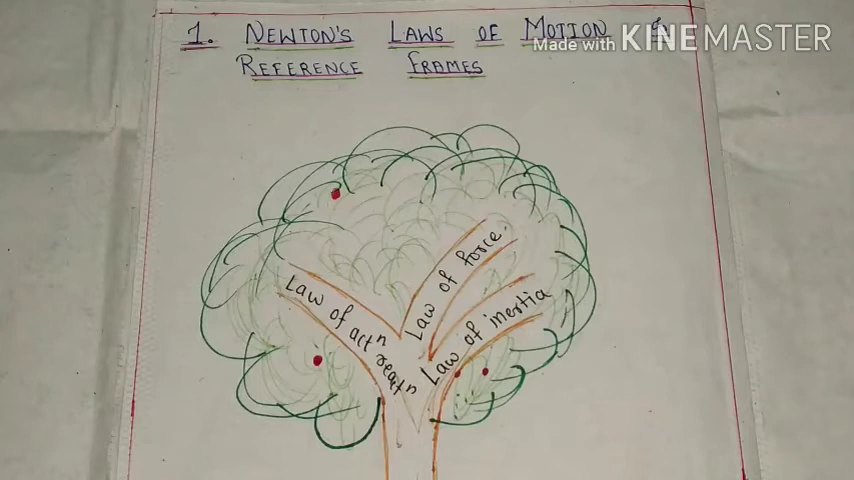 1. NEWTON'S LAWS OF MOTION IN
REFERENCE FRAMES
Made with KINEMASTER
Law of force.
Law of inertia
Law of actⁿ
reactⁿ